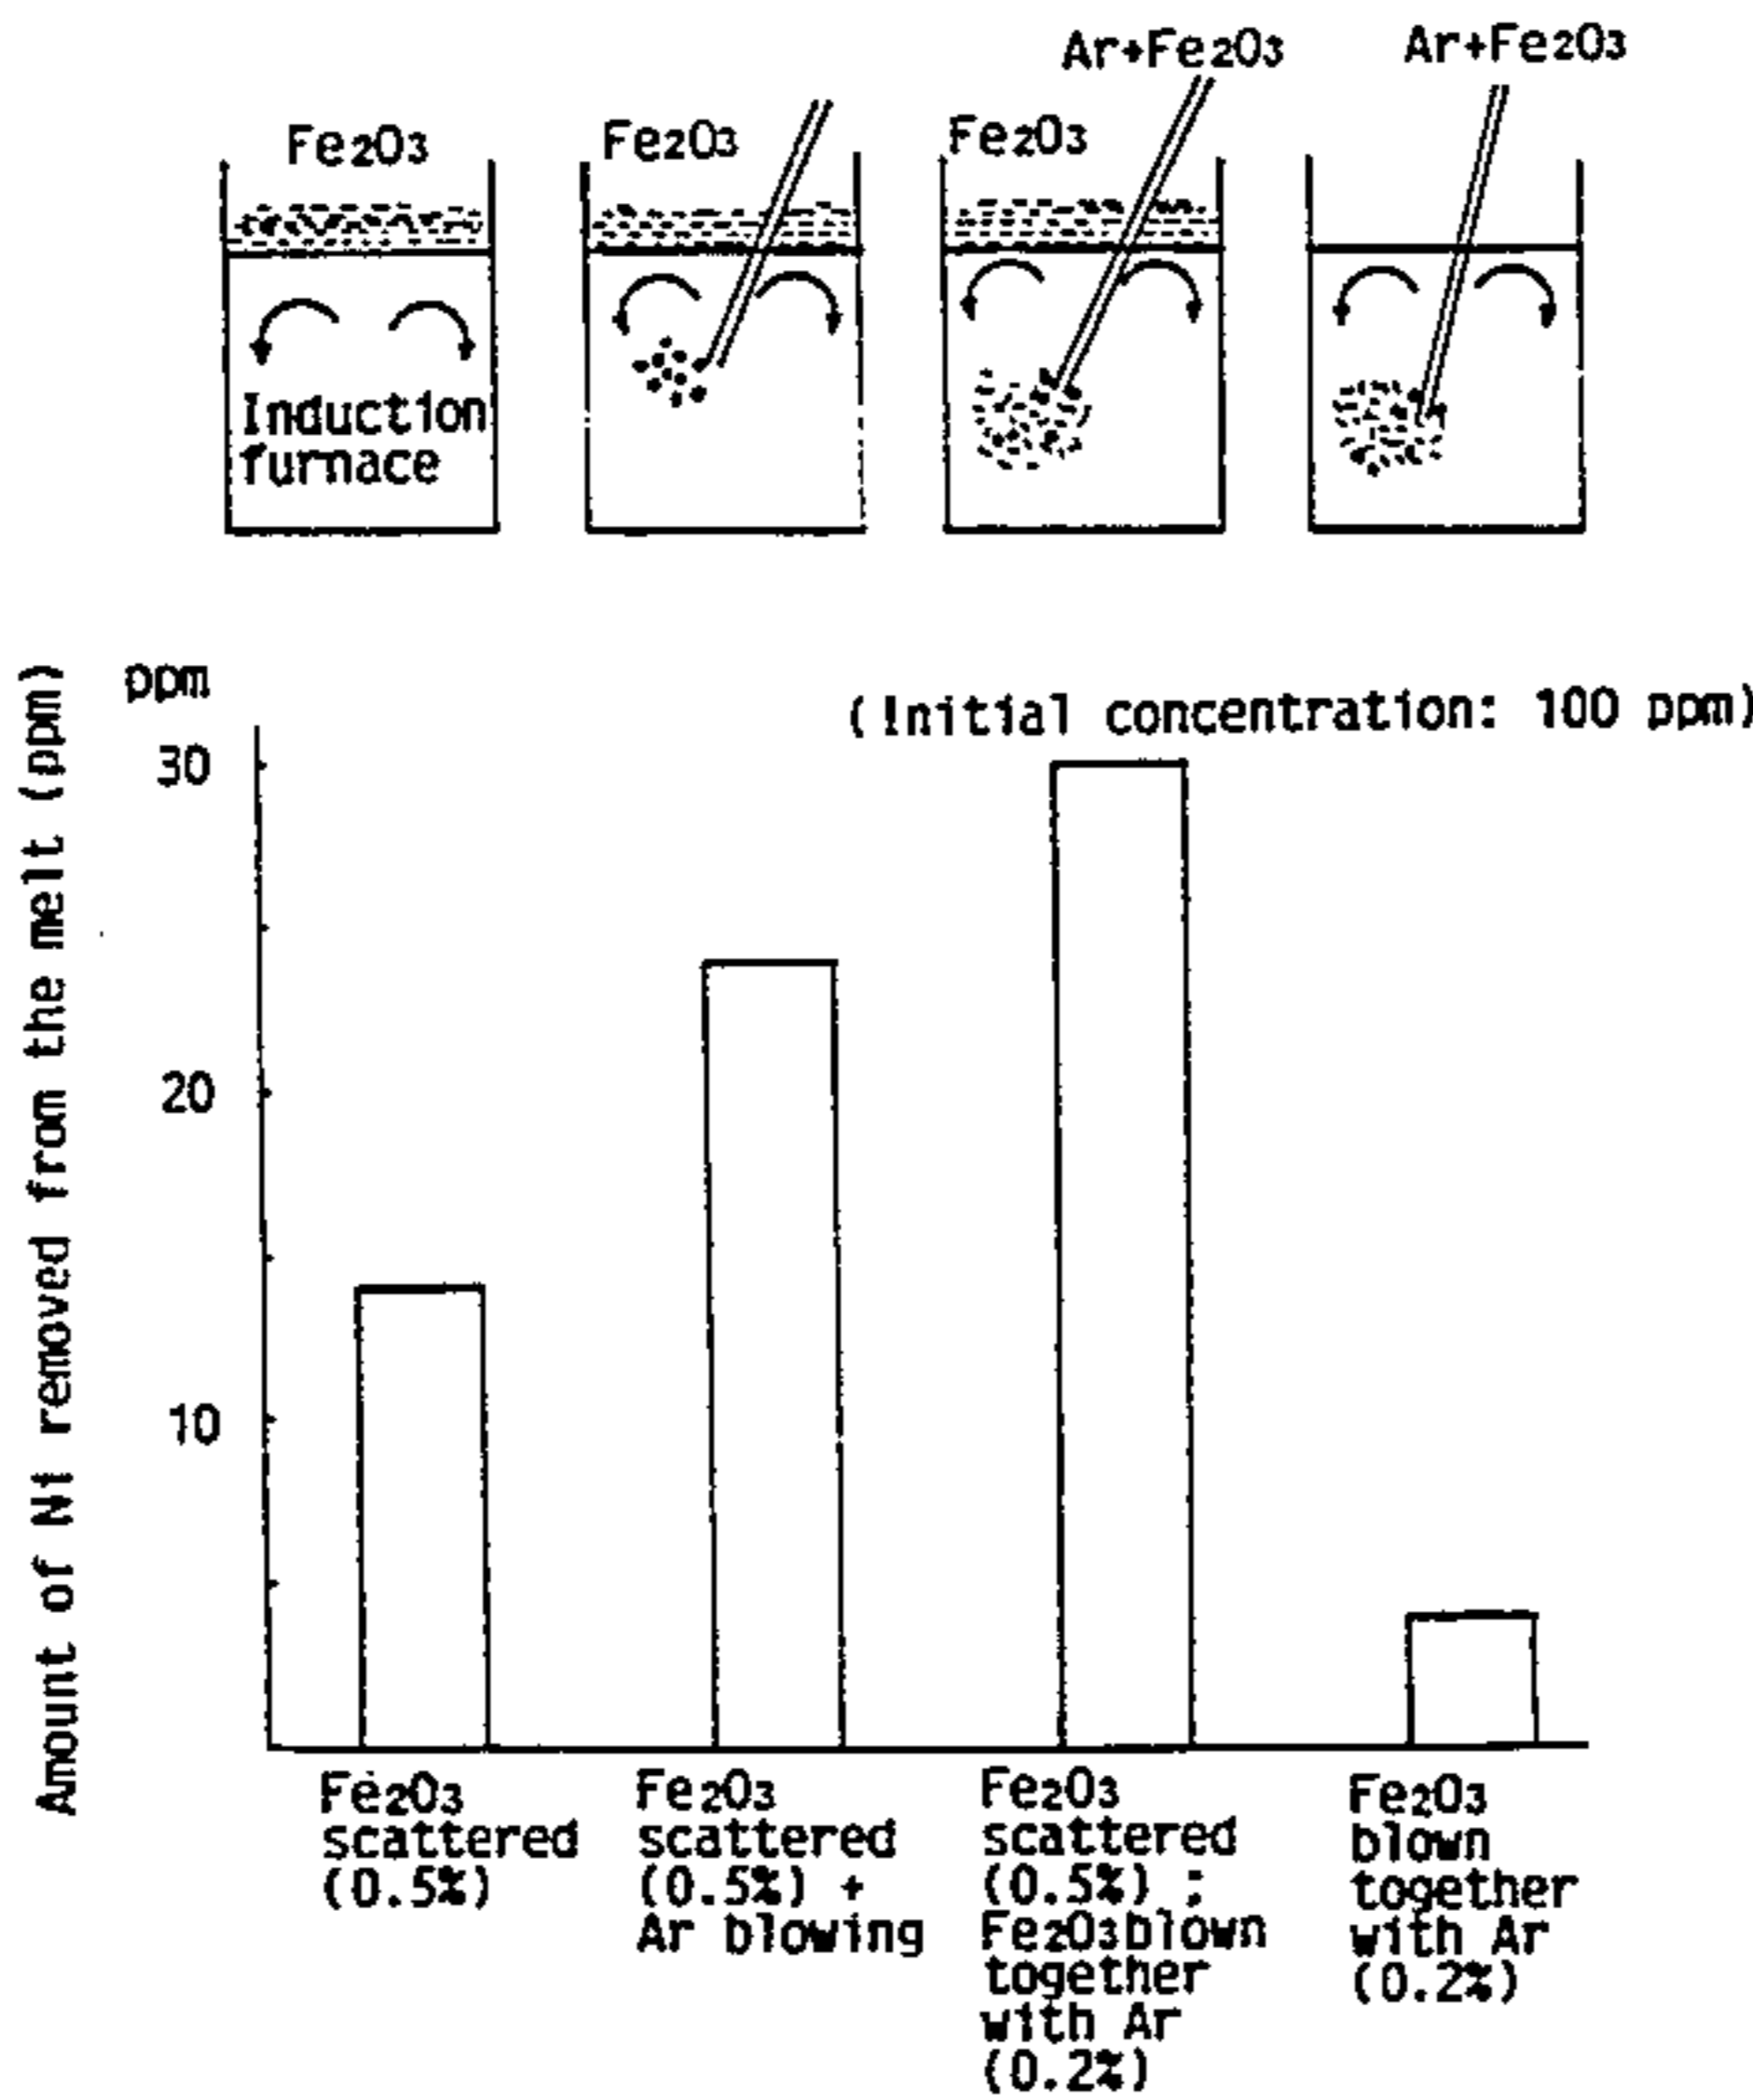 Ar+Fe2O3
Ar+Fe2O3
Fe2O3
Fe2O3
Fe2O3
Induction
furnace
Amount of Ni removed from the melt (ppm)
ppm
(Initial concentration: 100 ppm)
30
20
10
Fe2O3
scattered
(0.5%)
Fe2O3
scattered
(0.5%) +
Ar blowing
Fe2O3
scattered
(0.5%) :
Fe2O3 blown
together
with Ar
(0.2%)
Fe2O3
blown
together
with Ar
(0.2%)